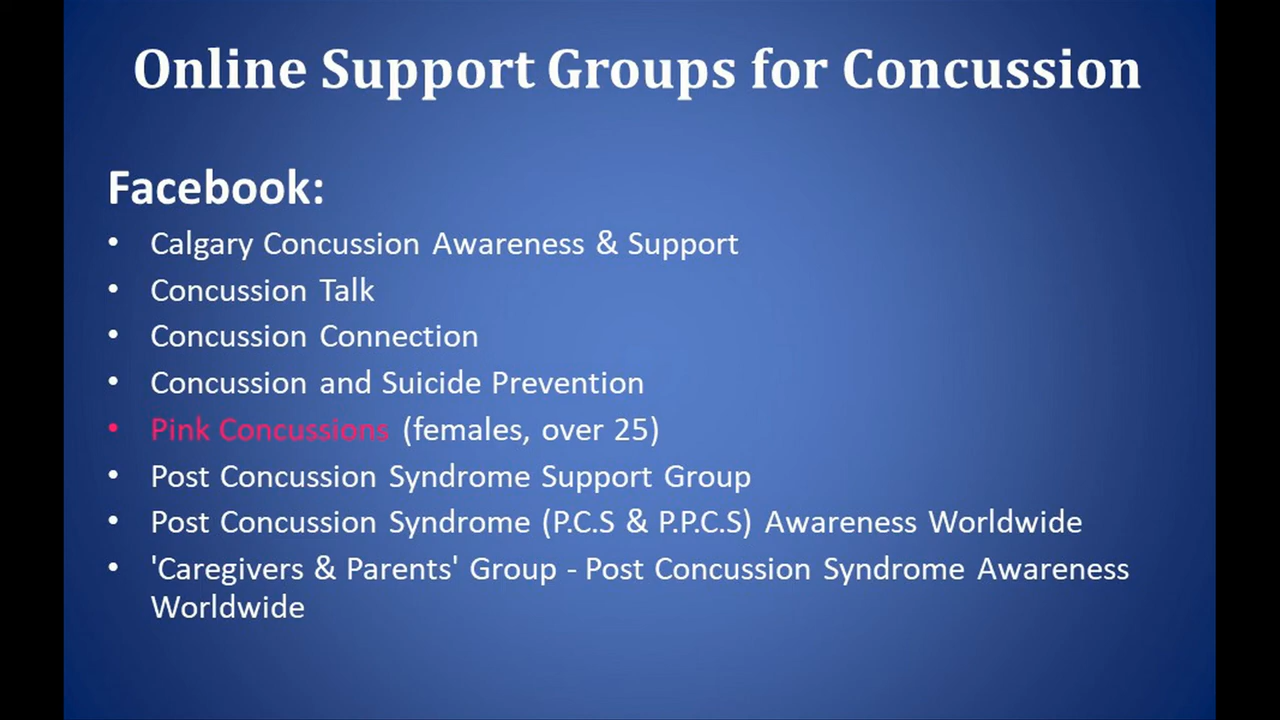 Online Support Groups for Concussion
Facebook:
• Calgary Concussion Awareness & Support
• Concussion Talk
• Concussion Connection
• Concussion and Suicide Prevention
• Pink Concussions (females, over 25)
• Post Concussion Syndrome Support Group
• Post Concussion Syndrome (P.C.S & P.P.C.S) Awareness Worldwide
• 'Caregivers & Parents' Group - Post Concussion Syndrome Awareness
Worldwide